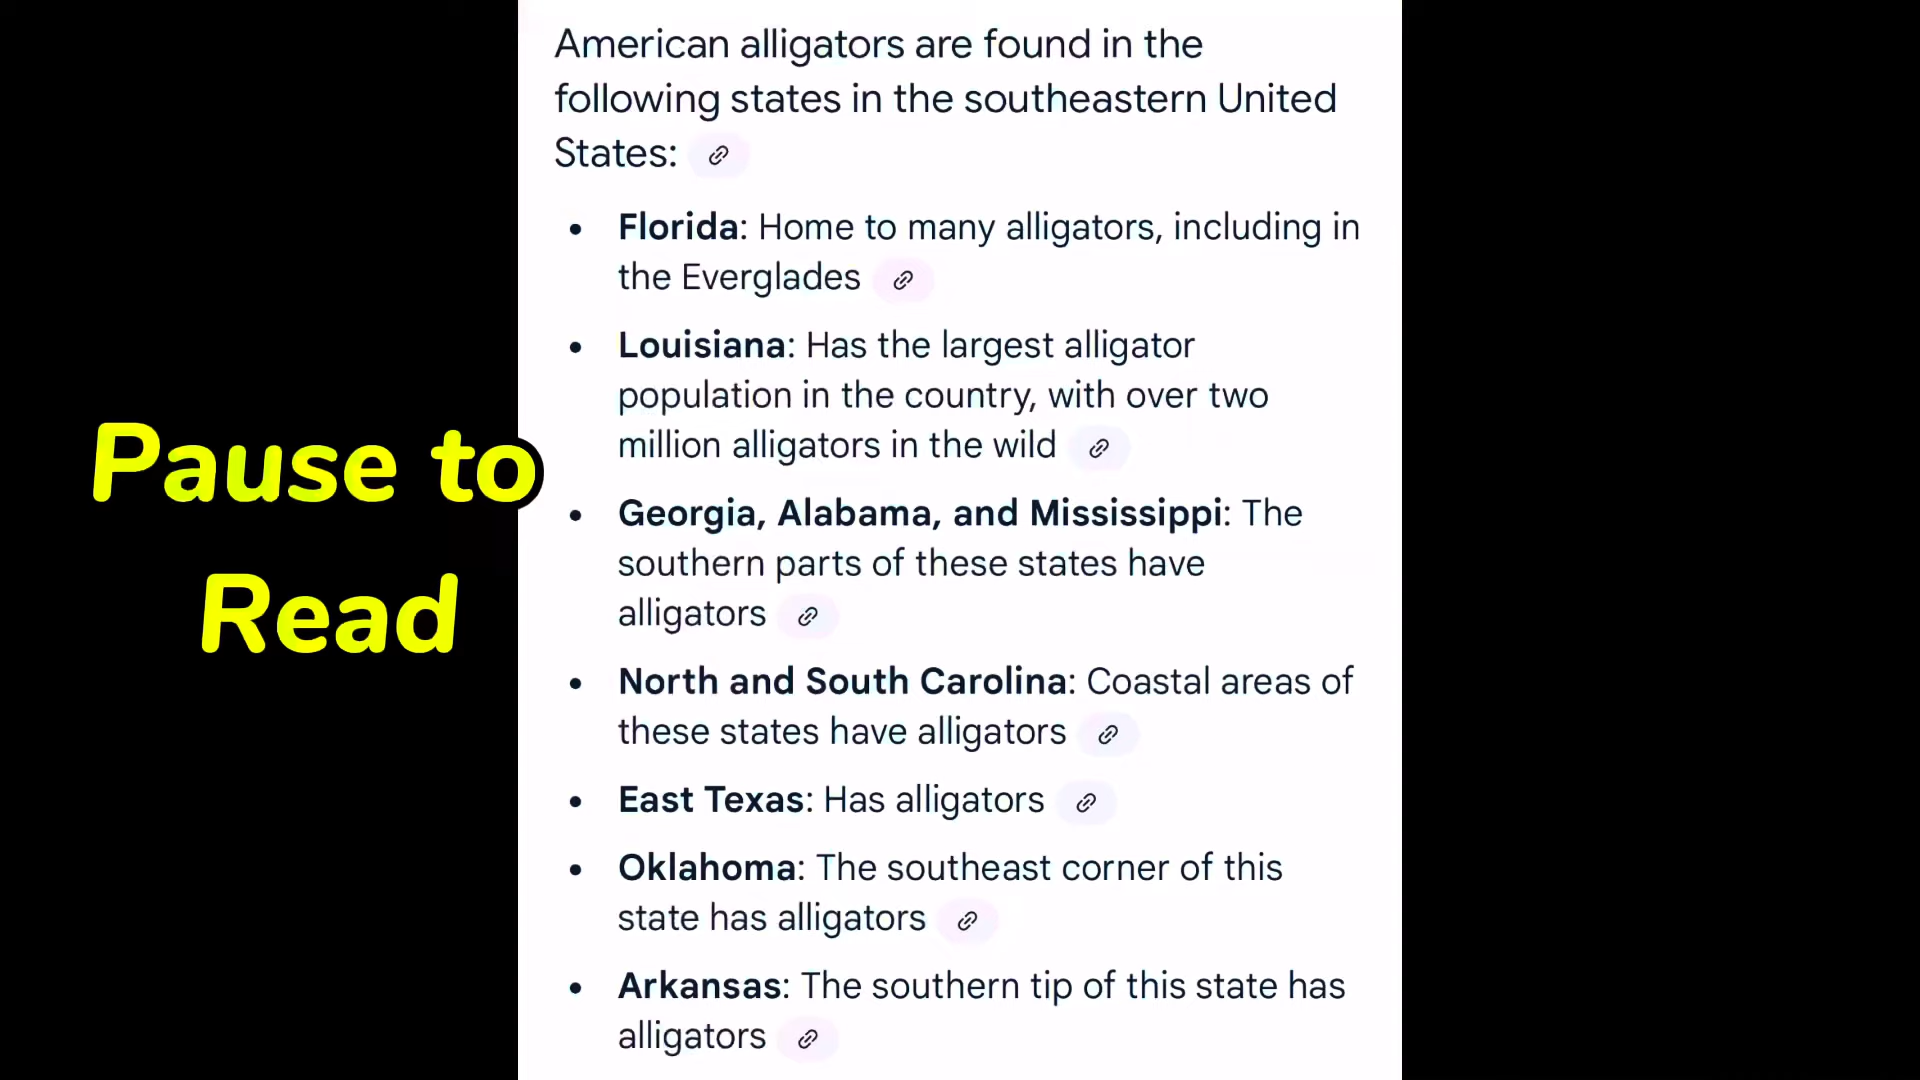 Pause to
Read
American alligators are found in the
following states in the southeastern United
States:
• Florida: Home to many alligators, including in
the Everglades
• Louisiana: Has the largest alligator
population in the country, with over two
million alligators in the wild
• Georgia, Alabama, and Mississippi: The
southern parts of these states have
alligators
• North and South Carolina: Coastal areas of
these states have alligators
• East Texas: Has alligators
• Oklahoma: The southeast corner of this
state has alligators
• Arkansas: The southern tip of this state has
alligators